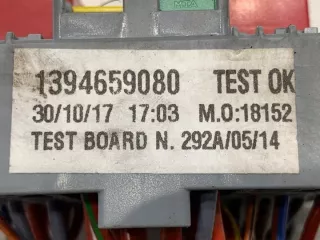 1394659080 TEST OK
30/10/17 17:03 M.O:18152
TEST BOARD N. 292A/05/14